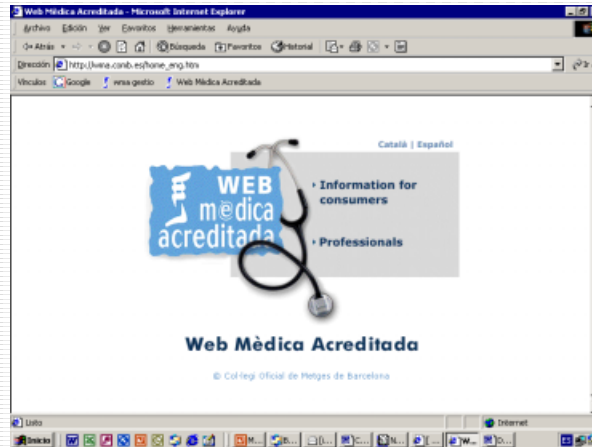 Web Mèdica Acreditada - Microsoft Internet Explorer
Archivo Edición Ver Favoritos Herramientas Ayuda
Atrás Búsqueda Favoritos Historial
Dirección http://wma.comb.es/home_eng.htm
Vínculos Google wma gestio Web Mèdica Acreditada
Català | Español
WEB
mèdica
acreditada
Information for
consumers
Professionals
Web Mèdica Acreditada
© Col·legi Oficial de Metges de Barcelona
Listo Internet
Inicio